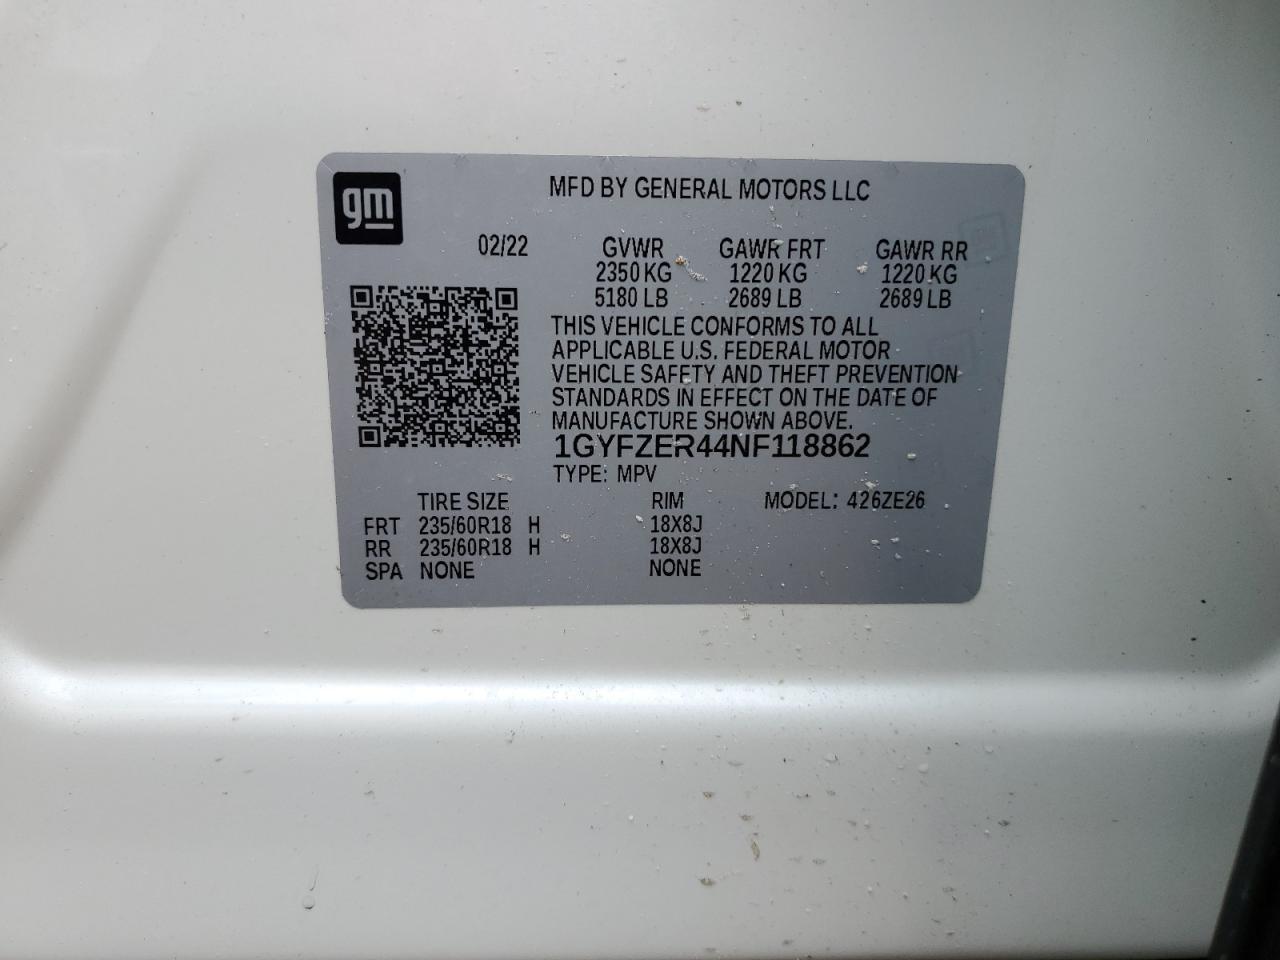 gm
MFD BY GENERAL MOTORS LLC
02/22 GVWR GAWR FRT GAWR RR
2350 KG 1220 KG 1220 KG
5180 LB 2689 LB 2689 LB
THIS VEHICLE CONFORMS TO ALL
APPLICABLE U.S. FEDERAL MOTOR
VEHICLE SAFETY AND THEFT PREVENTION
STANDARDS IN EFFECT ON THE DATE OF
MANUFACTURE SHOWN ABOVE.
1GYFZER44NF118862
TYPE: MPV
TIRE SIZE RIM MODEL: 426ZE26
FRT 235/60R18 H 18X8J
RR 235/60R18 H 18X8J
SPA NONE NONE